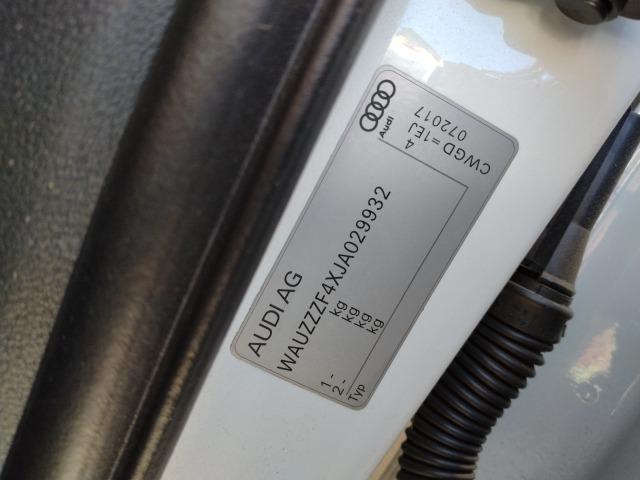 AUDI AG
WAUZZZF4XJA029932
kg
kg
1- kg
2- kg
Typ
Audi
4
CWGD =1EJ
072017